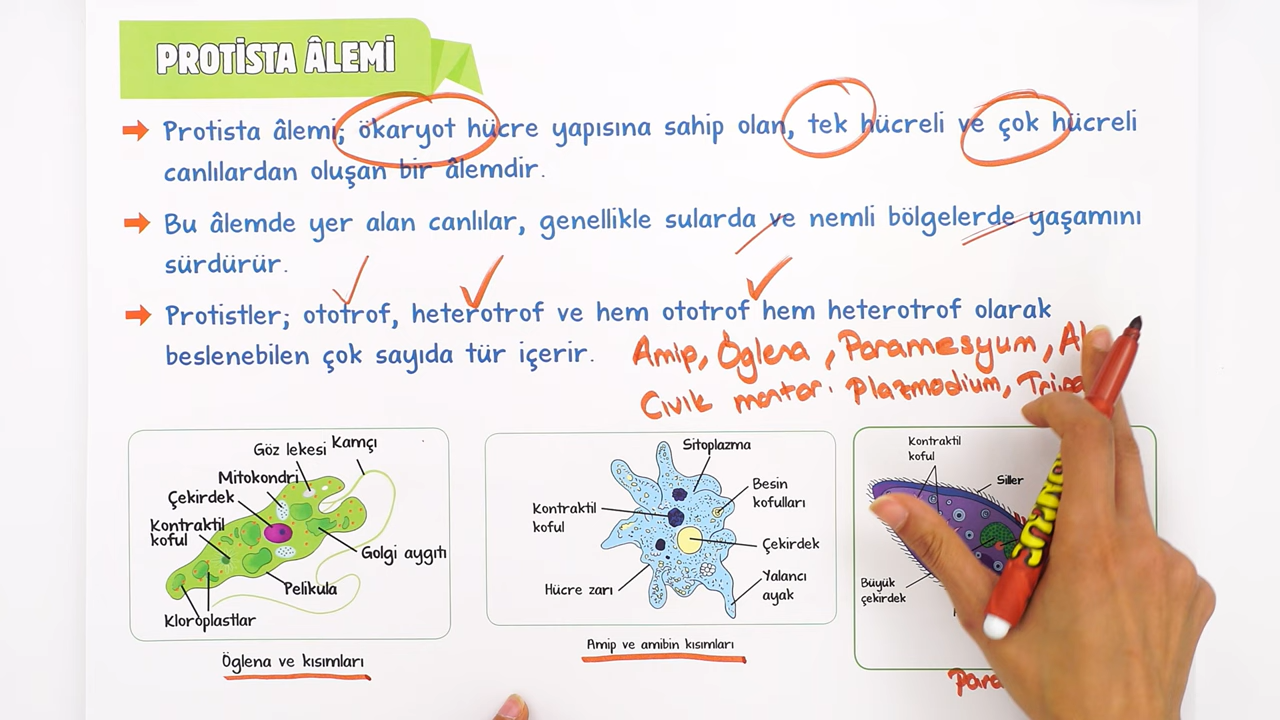 PROTİSTA ÂLEMİ
Protista âlemi; ökaryot hücre yapısına sahip olan, tek hücreli ve çok hücreli
canlılardan oluşan bir âlemdir.
Bu âlemde yer alan canlılar, genellikle sularda ve nemli bölgelerde yaşamını
sürdürür.
Protistler; ototrof, heterotrof ve hem ototrof hem heterotrof olarak
beslenebilen çok sayıda tür içerir.
Amip, Öglena, Paramesyum,
Cıvık mantar. Plazmodium,
Göz lekesi
Kamçı
Mitokondri
Çekirdek
Kontraktil
koful
Golgi aygıtı
Pelikula
Kloroplastlar
Öglena ve kısımları
Sitoplazma
Besin
kofulları
Kontraktil
koful
Çekirdek
Hücre zarı
Yalancı
ayak
Amip ve amibin kısımları
Kontraktil
koful
Siller
Büyük
çekirdek